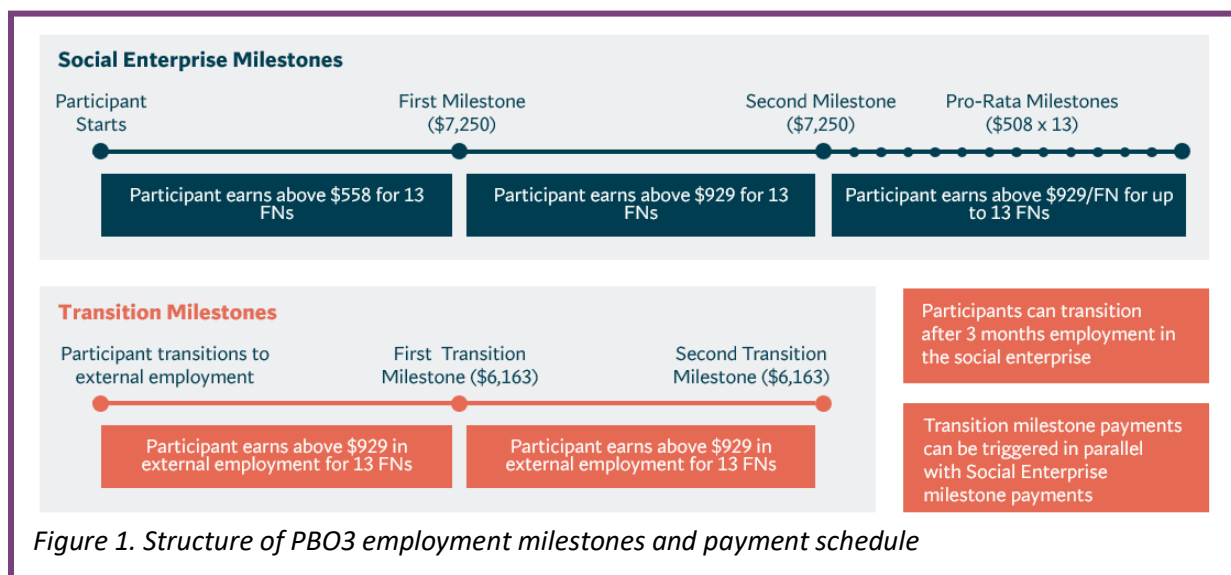 Social Enterprise Milestones
Participant
Starts
First Milestone
($7,250)
Second Milestone
($7,250)
Pro-Rata Milestones
($508 x 13)
Participant earns above $558 for 13
FNs
Participant earns above $929 for 13
FNs
Participant earns above $929/FN for up
to 13 FNs
Transition Milestones
Participant transitions to
external employment
First Transition
Milestone ($6,163)
Second Transition
Milestone ($6,163)
Participant earns above $929 in
external employment for 13 FNs
Participant earns above $929 in
external employment for 13 FNs
Participants can transition
after 3 months employment in
the social enterprise
Transition milestone payments
can be triggered in parallel
with Social Enterprise
milestone payments
Figure 1. Structure of PBO3 employment milestones and payment schedule